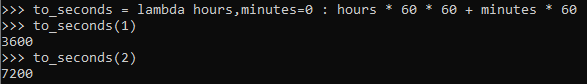 >>> to_seconds = lambda hours,minutes=0 : hours * 60 * 60 + minutes * 60
>>> to_seconds(1)
3600
>>> to_seconds(2)
7200